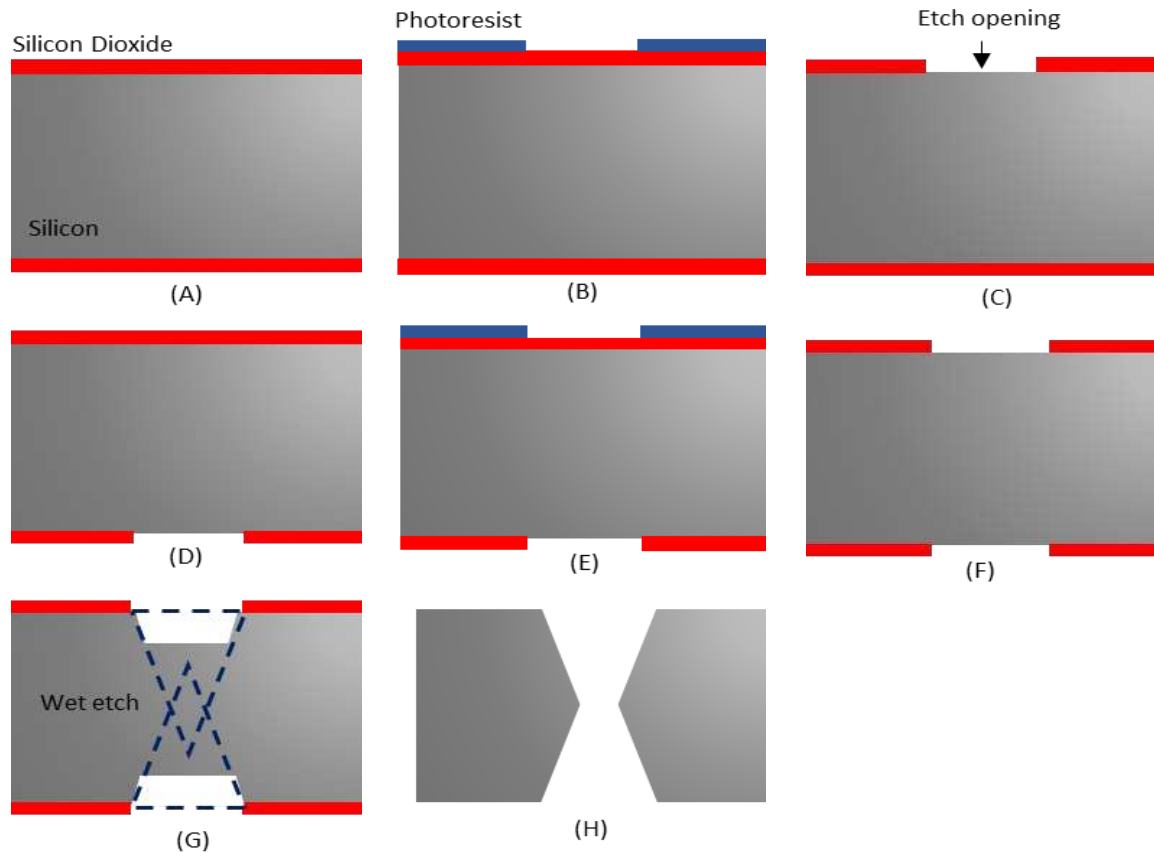 Silicon Dioxide
Silicon
(A)
Photoresist
(B)
Etch opening
(C)
(D)
(E)
(F)
Wet etch
(G)
(H)